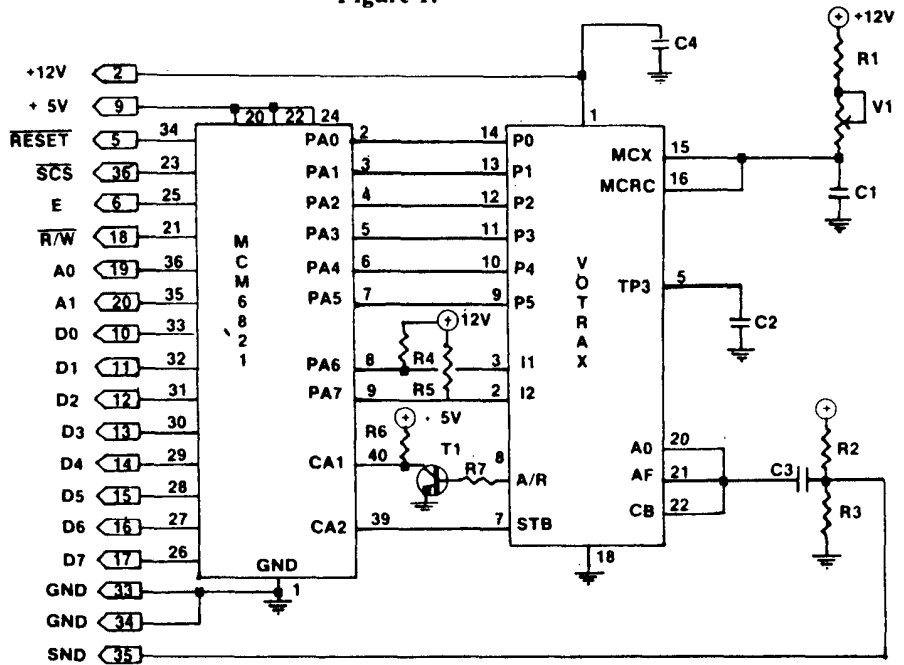 Figure 1.
+12V
R1
V1
C1
C4
+12V 2
+ 5V 9
RESET 5 34
SCS 36 23
E 6 25
R/W 18 21
A0 19 36
A1 20 35
D0 10 33
D1 11 32
D2 12 31
D3 13 30
D4 14 29
D5 15 28
D6 16 27
D7 17 26
GND 33
GND 34
SND 35
20 22 24
MCM6821
PA0 2
PA1 3
PA2 4
PA3 5
PA4 6
PA5 7
PA6 8
PA7 9
CA1 40
CA2 39
GND
1
12V
R4
R5
+ 5V
R6
T1
R7
1
14 P0
13 P1
12 P2
11 P3
10 P4
9 P5
3 I1
2 I2
8 A/R
7 STB
VOTRAX
MCX 15
MCRC 16
TP3 5
C2
A0 20
AF 21
CB 22
18
C3
R2
R3